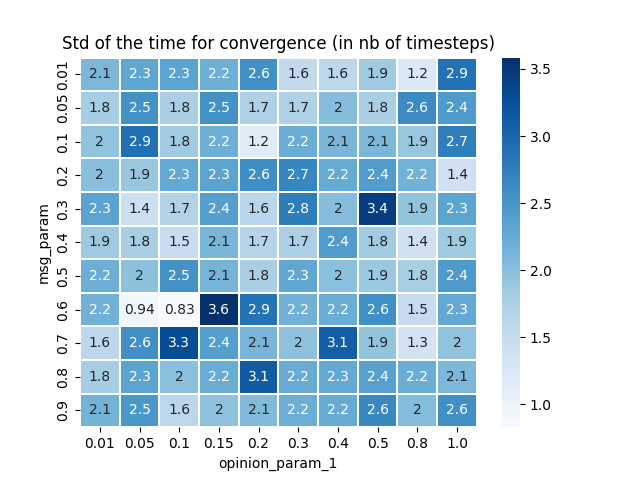 Std of the time for convergence (in nb of timesteps)
0.01 2.1 2.3 2.3 2.2 2.6 1.6 1.6 1.9 1.2 2.9
0.05 1.8 2.5 1.8 2.5 1.7 1.7 2 1.8 2.6 2.4
0.1 2 2.9 1.8 2.2 1.2 2.2 2.1 2.1 1.9 2.7
0.2 2 1.9 2.3 2.3 2.6 2.7 2.2 2.4 2.2 1.4
0.3 2.3 1.4 1.7 2.4 1.6 2.8 2 3.4 1.9 2.3
0.4 1.9 1.8 1.5 2.1 1.7 1.7 2.4 1.8 1.4 1.9
0.5 2.2 2 2.5 2.1 1.8 2.3 2 1.9 1.8 2.4
0.6 2.2 0.94 0.83 3.6 2.9 2.2 2.2 2.6 1.5 2.3
0.7 1.6 2.6 3.3 2.4 2.1 2 3.1 1.9 1.3 2
0.8 1.8 2.3 2 2.2 3.1 2.2 2.3 2.4 2.2 2.1
0.9 2.1 2.5 1.6 2 2.1 2.2 2.2 2.6 2 2.6
0.01 0.05 0.1 0.15 0.2 0.3 0.4 0.5 0.8 1.0
opinion_param_1
msg_param
3.5
3.0
2.5
2.0
1.5
1.0